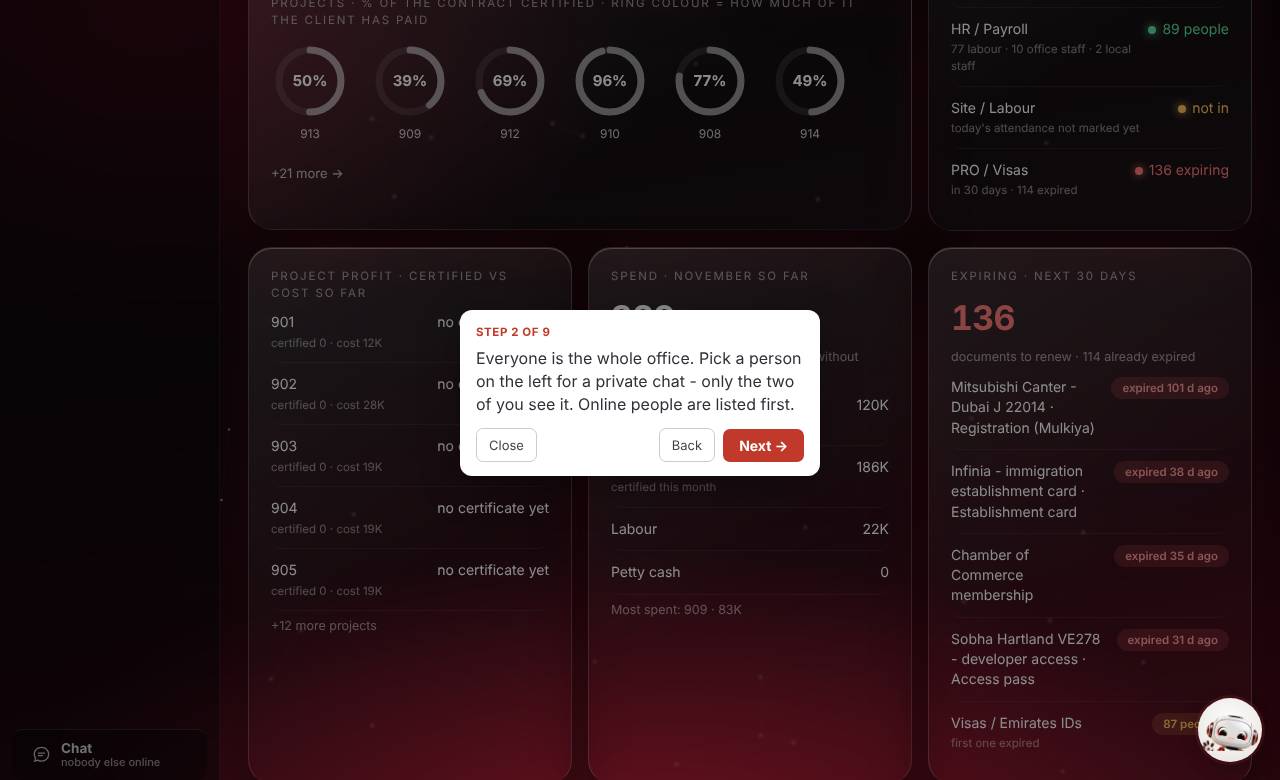 PROJECTS · % OF THE CONTRACT CERTIFIED · RING COLOUR = HOW MUCH OF IT
THE CLIENT HAS PAID
50%
39%
69%
96%
77%
49%
913
909
912
910
908
914
+21 more →
HR / Payroll
89 people
77 labour · 10 office staff · 2 local
staff
Site / Labour
not in
today's attendance not marked yet
PRO / Visas
136 expiring
in 30 days · 114 expired
PROJECT PROFIT · CERTIFIED VS
COST SO FAR
901
no
certified 0 · cost 12K
902
no
certified 0 · cost 28K
903
no
certified 0 · cost 19K
904
no certificate yet
certified 0 · cost 19K
905
no certificate yet
certified 0 · cost 19K
+12 more projects
SPEND · NOVEMBER SO FAR
without
120K
186K
certified this month
Labour
22K
Petty cash
0
Most spent: 909 · 83K
STEP 2 OF 9
Everyone is the whole office. Pick a person
on the left for a private chat - only the two
of you see it. Online people are listed first.
Close
Back
Next →
EXPIRING · NEXT 30 DAYS
136
documents to renew · 114 already expired
Mitsubishi Canter -
Dubai J 22014 ·
Registration (Mulkiya)
expired 101 d ago
Infinia - immigration
establishment card ·
Establishment card
expired 38 d ago
Chamber of
Commerce
membership
expired 35 d ago
Sobha Hartland VE278
- developer access ·
Access pass
expired 31 d ago
Visas / Emirates IDs
87
first one expired
Chat
nobody else online